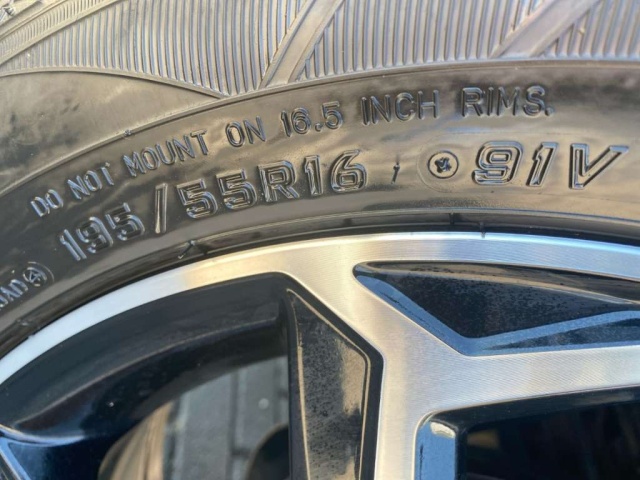 DO NOT MOUNT ON 16.5 INCH RIMS.
195/55R16 91V